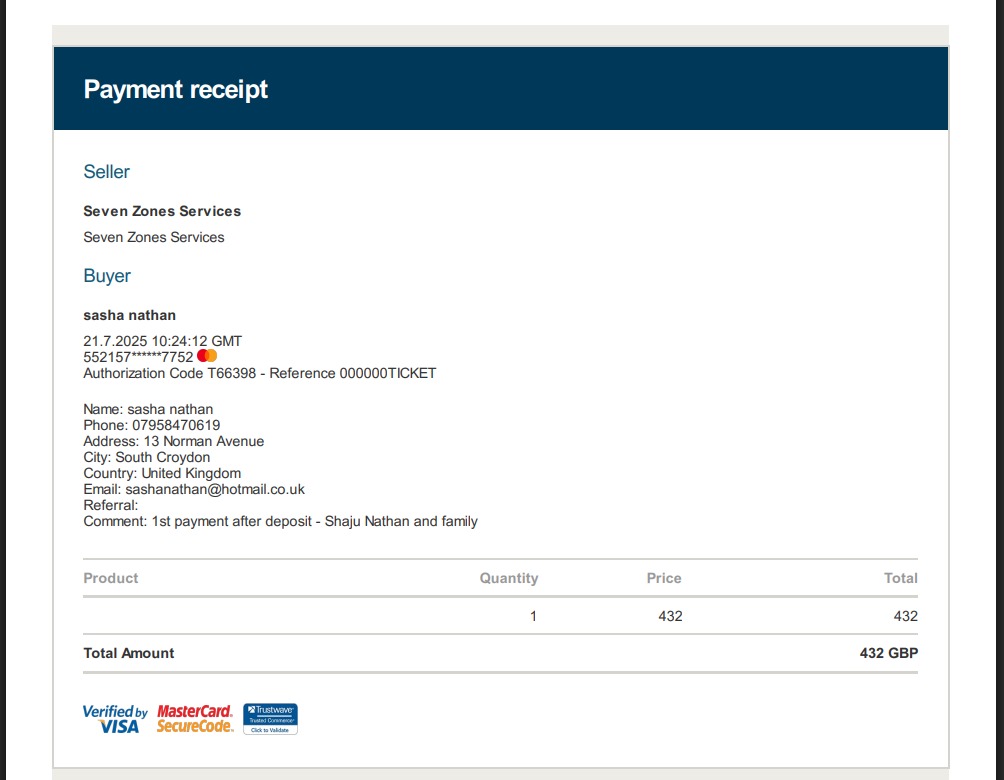 Payment receipt
Seller
Seven Zones Services
Seven Zones Services
Buyer
sasha nathan
21.7.2025 10:24:12 GMT
552157******7752
Authorization Code T66398 - Reference 000000TICKET
Name: sasha nathan
Phone: 07958470619
Address: 13 Norman Avenue
City: South Croydon
Country: United Kingdom
Email: sashanathan@hotmail.co.uk
Referral:
Comment: 1st payment after deposit - Shaju Nathan and family
Product Quantity Price Total
1 432 432
Total Amount 432 GBP
Verified by VISA
MasterCard. SecureCode.
Trustwave
Trusted Commerce
Click to Validate